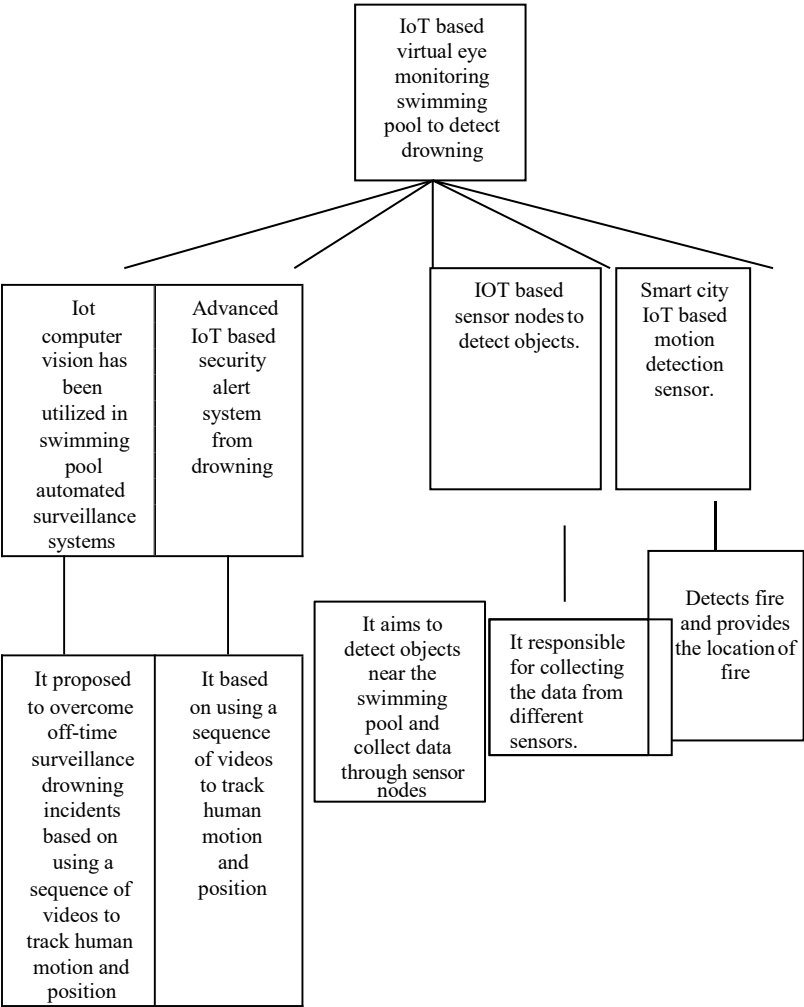 IoT based
virtual eye
monitoring
swimming
pool to detect
drowning
Iot
computer
vision has
been
utilized in
swimming
pool
automated
surveillance
systems
Advanced
IoT based
security
alert
system
from
drowning
IOT based
sensor nodes to
detect objects.
Smart city
IoT based
motion
detection
sensor.
It proposed
to overcome
off-time
surveillance
drowning
incidents
based on
using a
sequence of
videos to
track human
motion and
position
It based
on using a
sequence
of videos
to track
human
motion
and
position
It aims to
detect objects
near the
swimming
pool and
collect data
through sensor
nodes
It responsible
for collecting
the data from
different
sensors.
Detects fire
and provides
the location of
fire